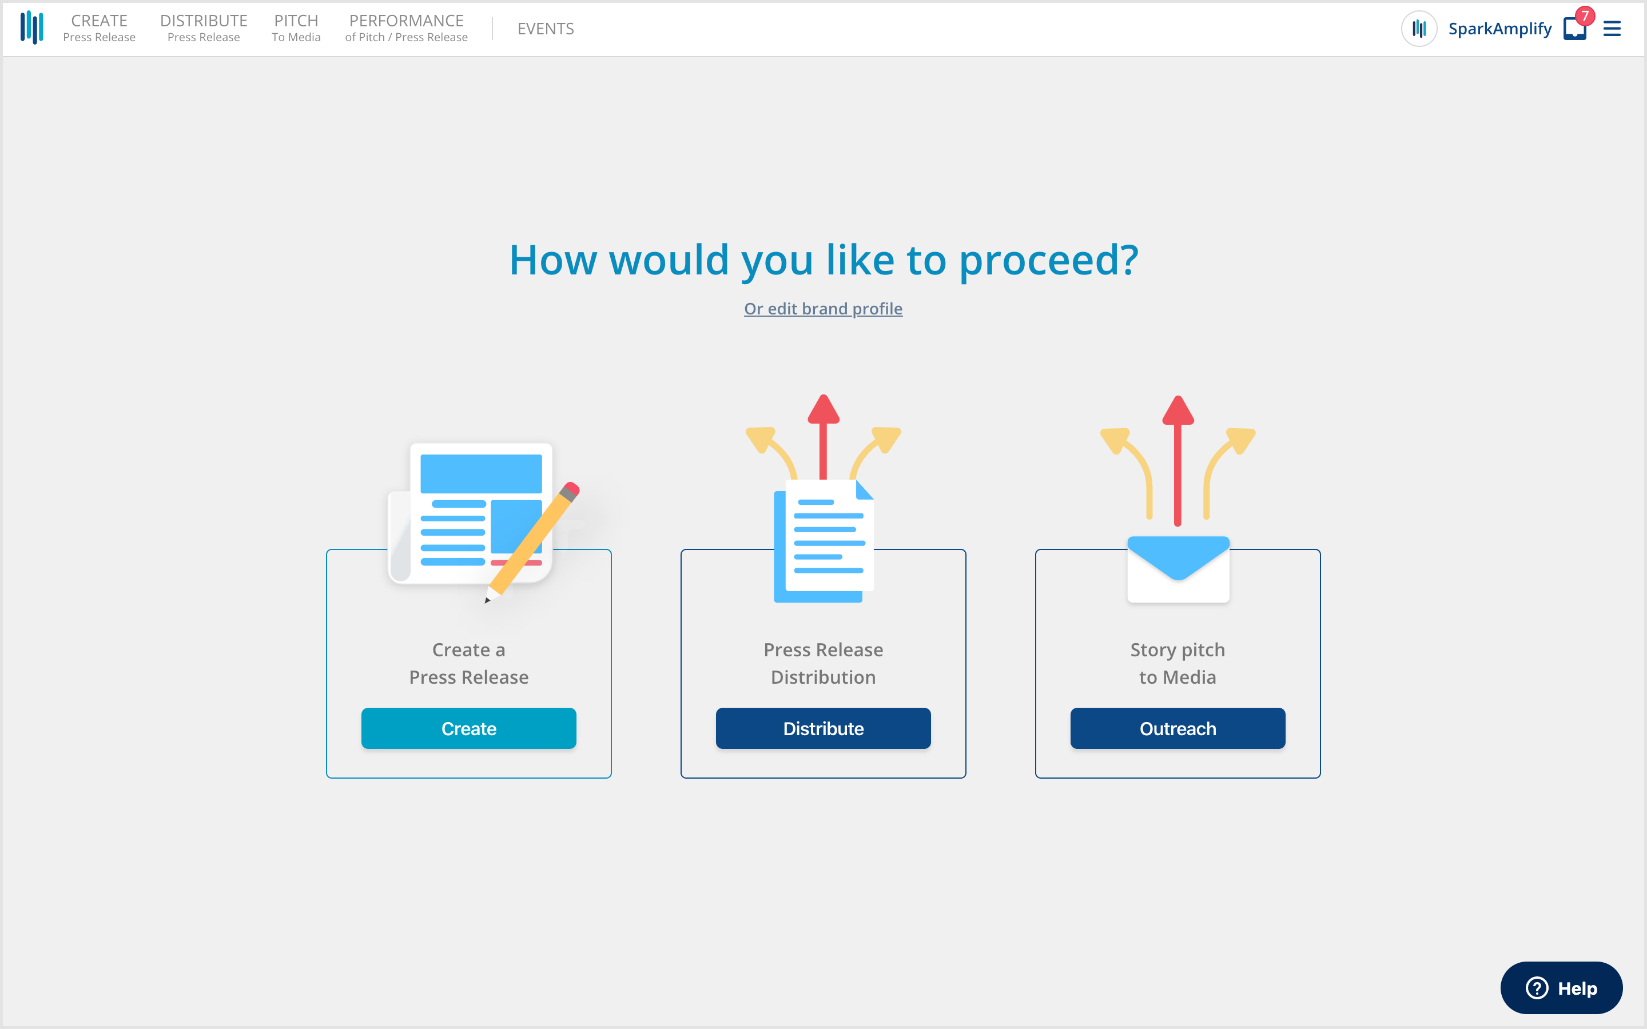 CREATE
Press Release
DISTRIBUTE
Press Release
PITCH
To Media
PERFORMANCE
of Pitch / Press Release
EVENTS
SparkAmplify
7
How would you like to proceed?
Or edit brand profile
Create a
Press Release
Create
Press Release
Distribution
Distribute
Story pitch
to Media
Outreach
? Help